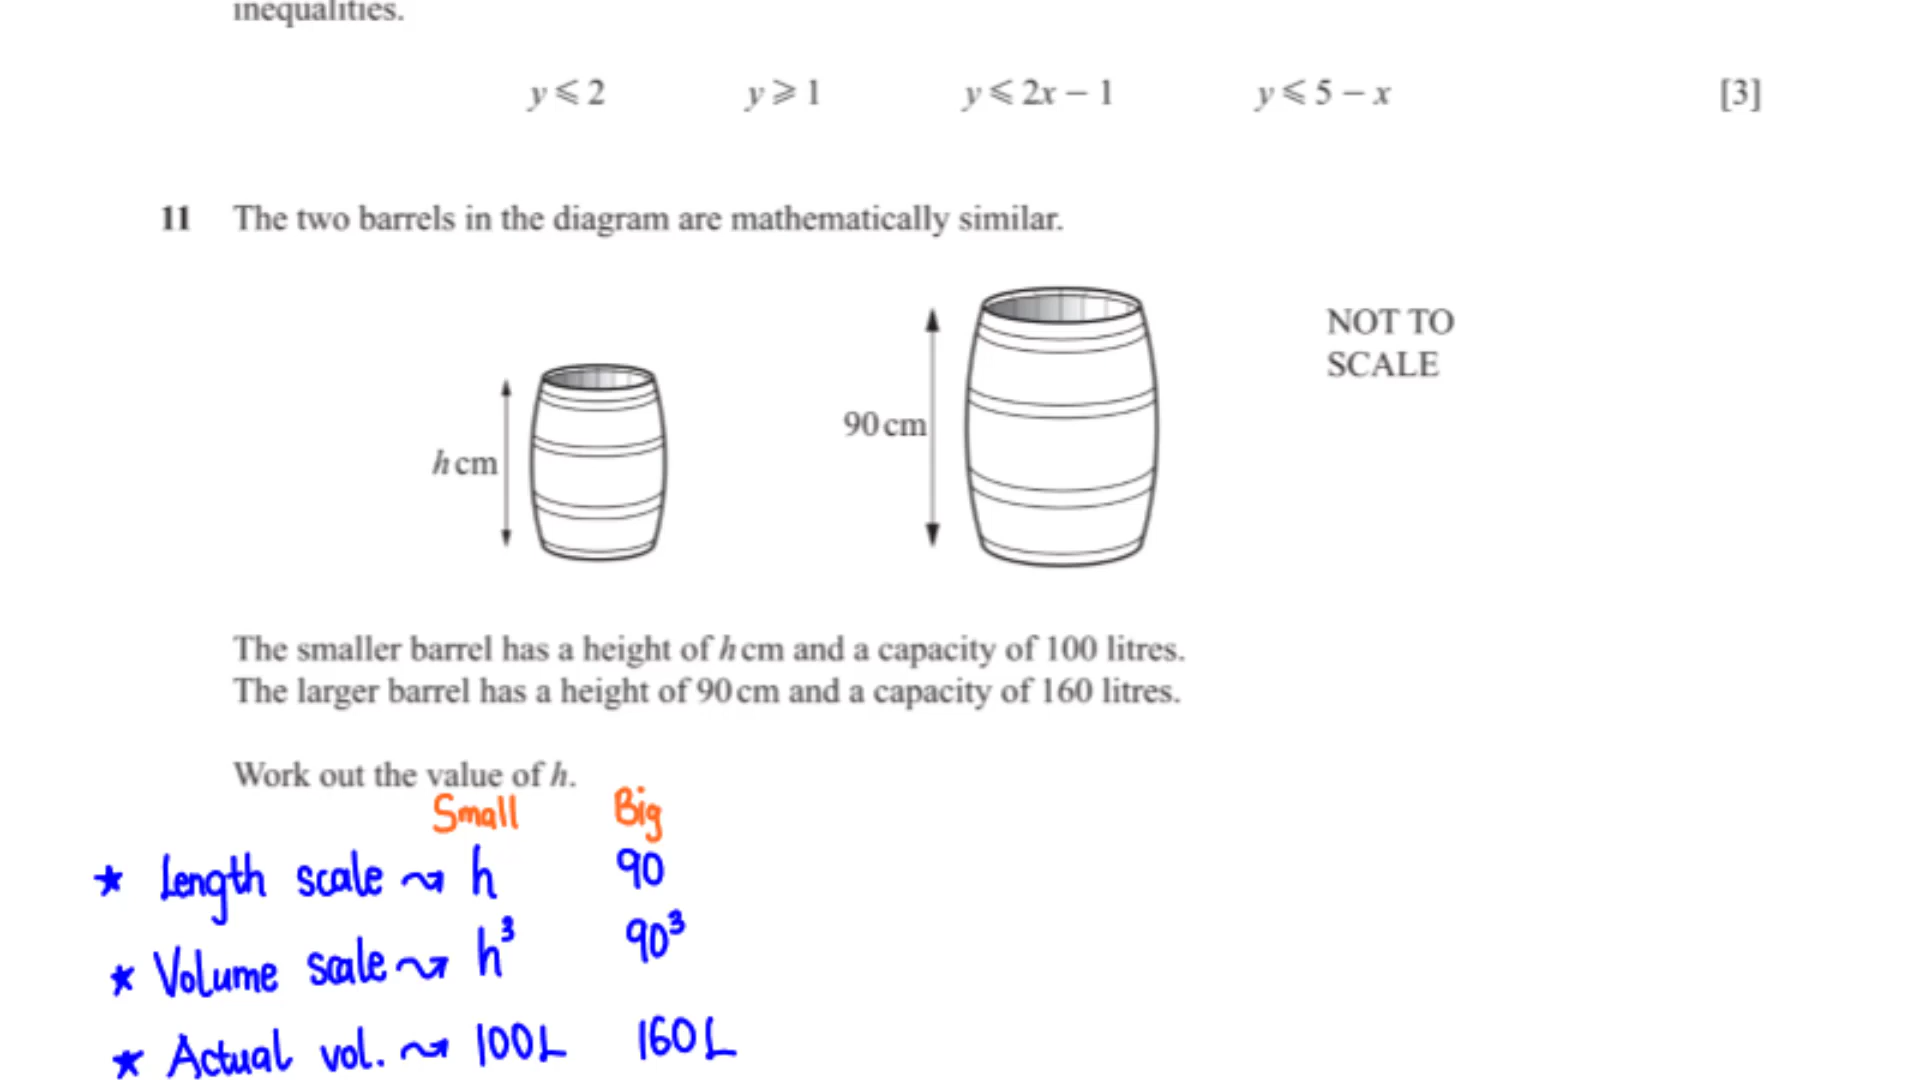 inequalities.
y ⩽ 2 y ⩾ 1 y ⩽ 2x − 1 y ⩽ 5 − x [3]
11 The two barrels in the diagram are mathematically similar.
NOT TO
SCALE
90 cm
h cm
The smaller barrel has a height of h cm and a capacity of 100 litres.
The larger barrel has a height of 90 cm and a capacity of 160 litres.
Work out the value of h.
Small Big
★ Length scale ⤳ h 90
★ Volume scale ⤳ h³ 90³
★ Actual vol. ⤳ 100L 160L